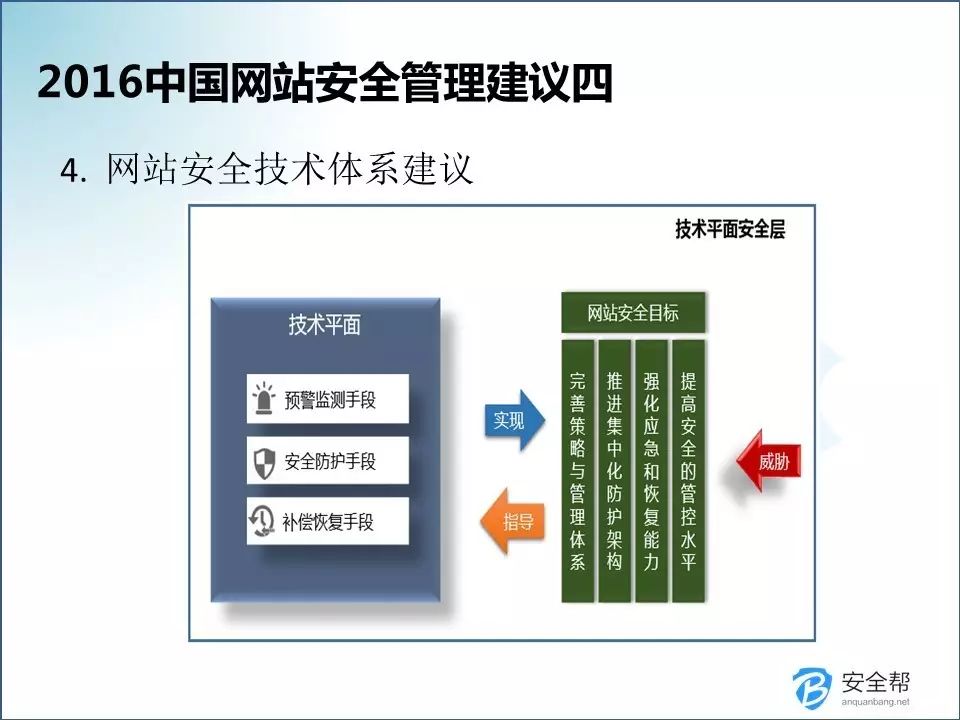 2016中国网站安全管理建议四
4. 网站安全技术体系建议
技术平面安全层
技术平面
预警监测手段
安全防护手段
补偿恢复手段
实现
指导
网站安全目标
完善策略与管理体系
推进集中化防护架构
强化应急和恢复能力
提高安全的管控水平
威胁
安全帮
anquanbang.net